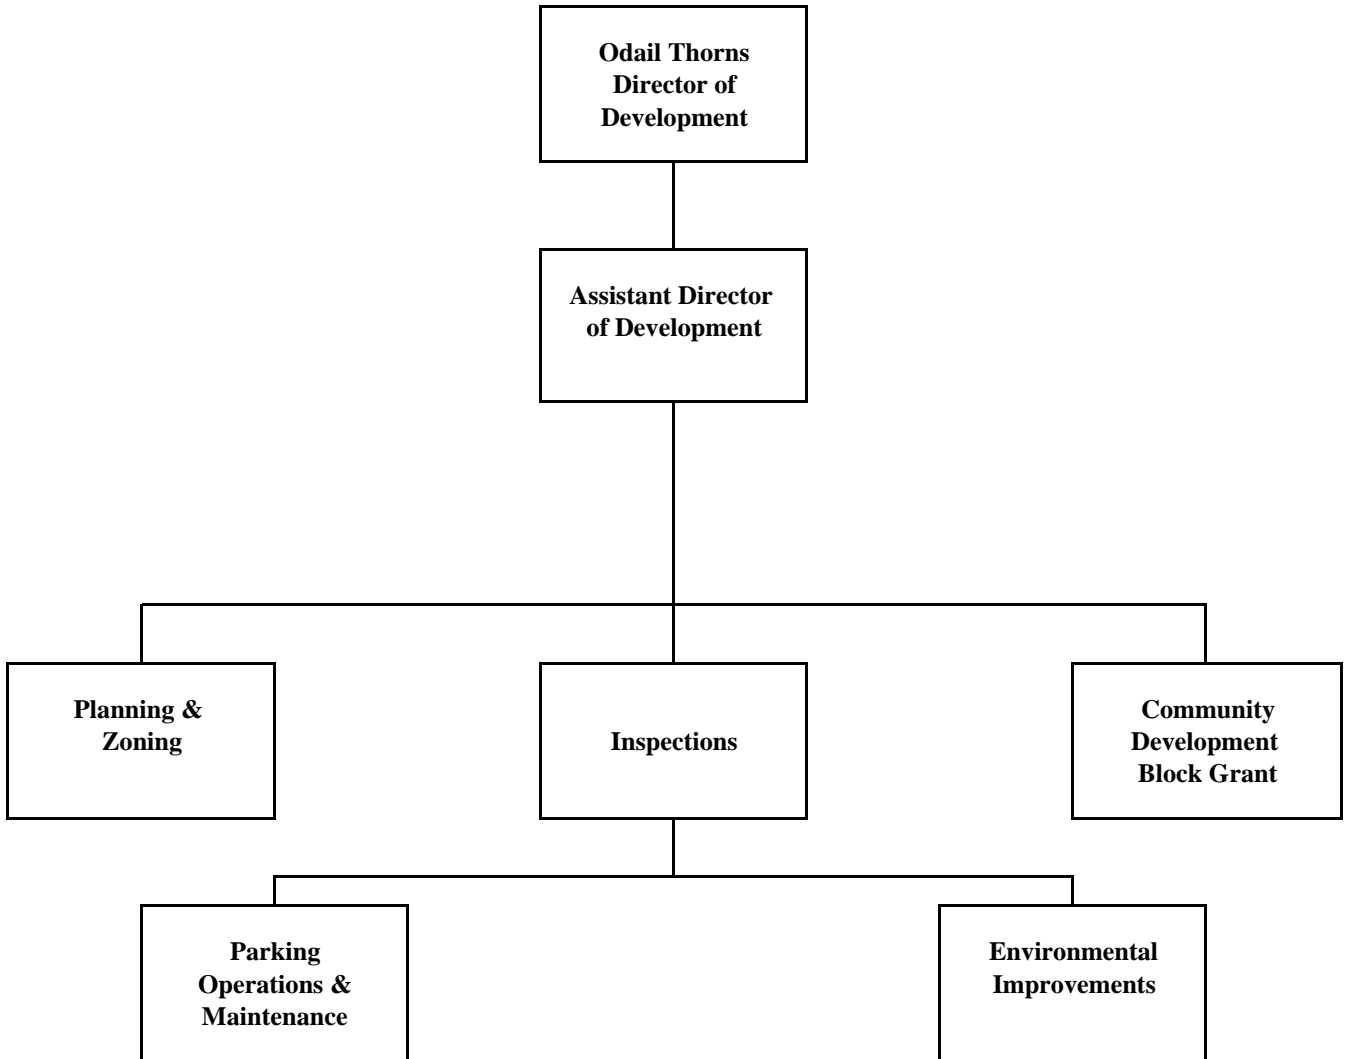 Odail Thorns
Director of
Development
Assistant Director
of Development
Planning &
Zoning
Inspections
Community
Development
Block Grant
Parking
Operations &
Maintenance
Environmental
Improvements